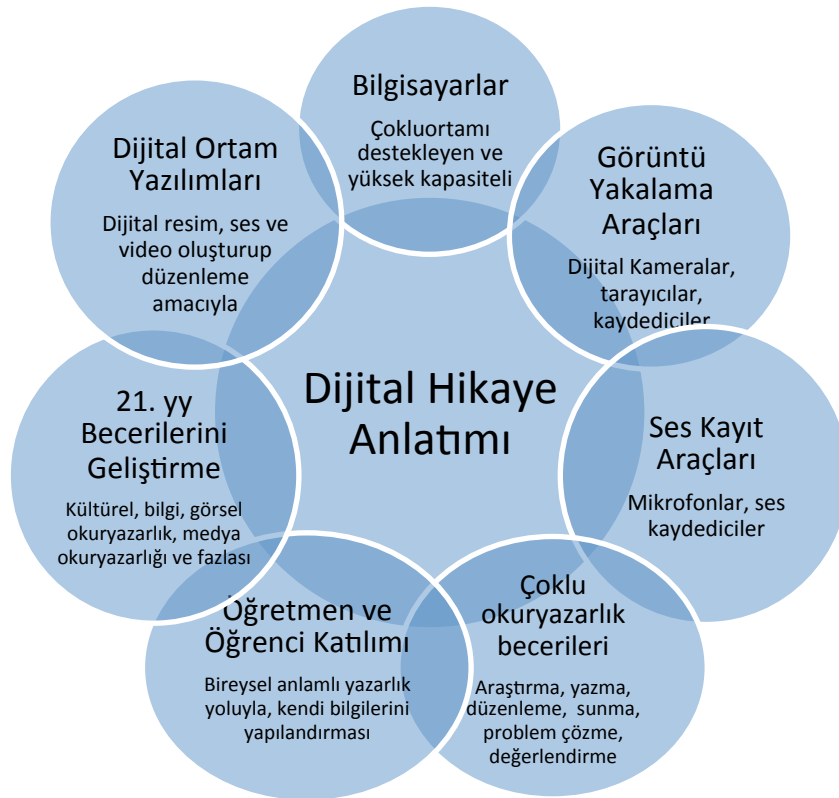 Bilgisayarlar
Çokluortamı
destekleyen ve
yüksek kapasiteli
Görüntü
Yakalama
Araçları
Dijital Kameralar,
tarayıcılar,
kaydediciler
Ses Kayıt
Araçları
Mikrofonlar, ses
kaydediciler
Çoklu
okuryazarlık
becerileri
Araştırma, yazma,
düzenleme, sunma,
problem çözme,
değerlendirme
Öğretmen ve
Öğrenci Katılımı
Bireysel anlamlı yazarlık
yoluyla, kendi bilgilerini
yapılandırması
21. yy
Becerilerini
Geliştirme
Kültürel, bilgi, görsel
okuryazarlık, medya
okuryazarlığı ve fazlası
Dijital Ortam
Yazılımları
Dijital resim, ses ve
video oluşturup
düzenleme
amacıyla
Dijital Hikaye
Anlatımı